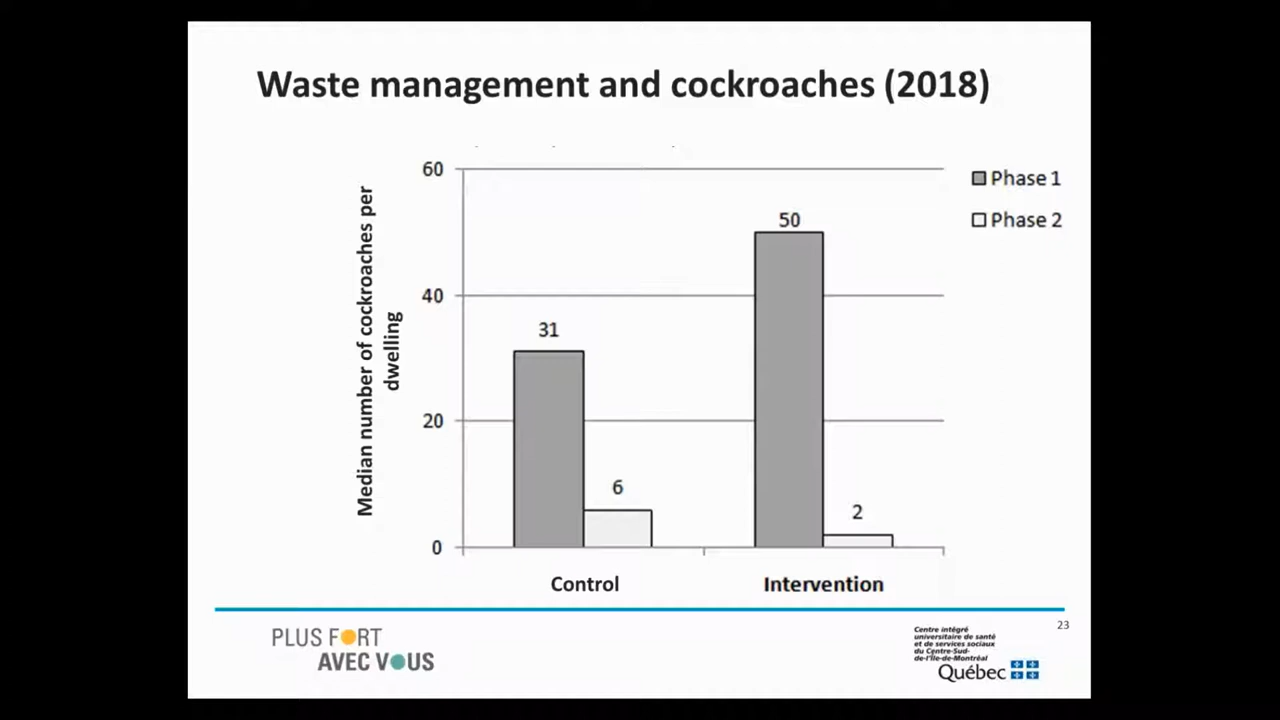 Waste management and cockroaches (2018)
Median number of cockroaches per
dwelling
60
40
20
0
31
6
50
2
Control
Intervention
Phase 1
Phase 2
23
PLUS FORT
AVEC VOUS
Centre intégré
universitaire de santé
et de services sociaux
du Centre-Sud-
de-l'Île-de-Montréal
Québec